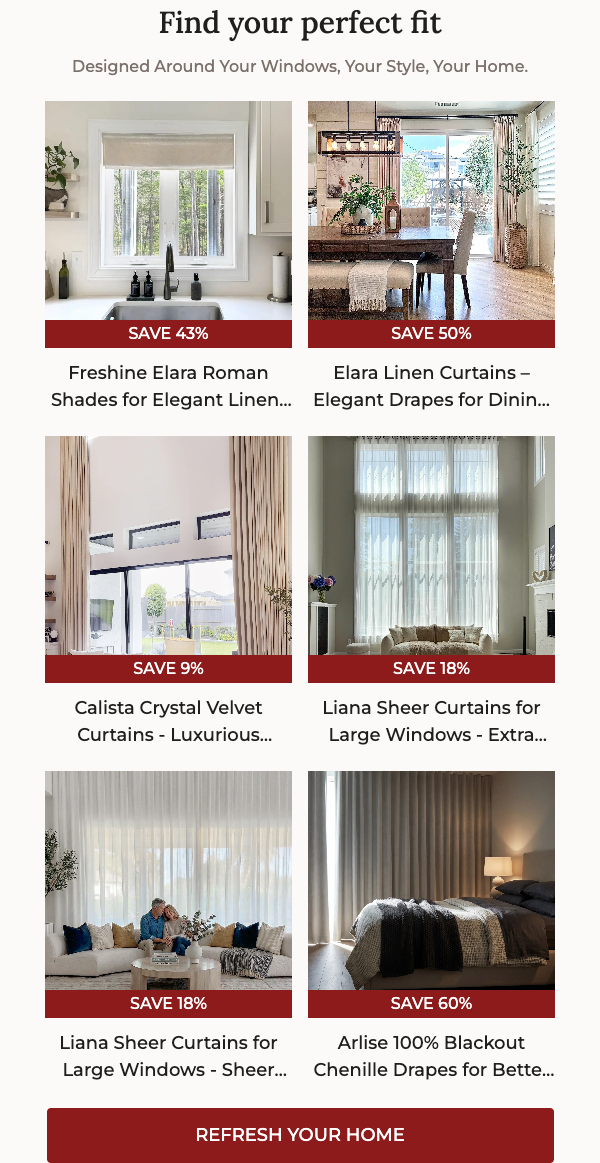 Find your perfect fit
Designed Around Your Windows, Your Style, Your Home.
SAVE 43%
SAVE 50%
Freshine Elara Roman
Shades for Elegant Linen...
Elara Linen Curtains –
Elegant Drapes for Dinin...
SAVE 9%
SAVE 18%
Calista Crystal Velvet
Curtains - Luxurious...
Liana Sheer Curtains for
Large Windows - Extra...
SAVE 18%
SAVE 60%
Liana Sheer Curtains for
Large Windows - Sheer...
Arlise 100% Blackout
Chenille Drapes for Bette...
REFRESH YOUR HOME